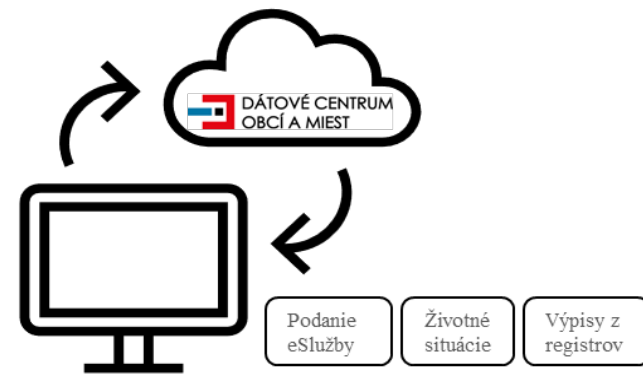 DÁTOVÉ CENTRUM
OBCÍ A MIEST
Podanie
eSlužby
Životné
situácie
Výpisy z
registrov